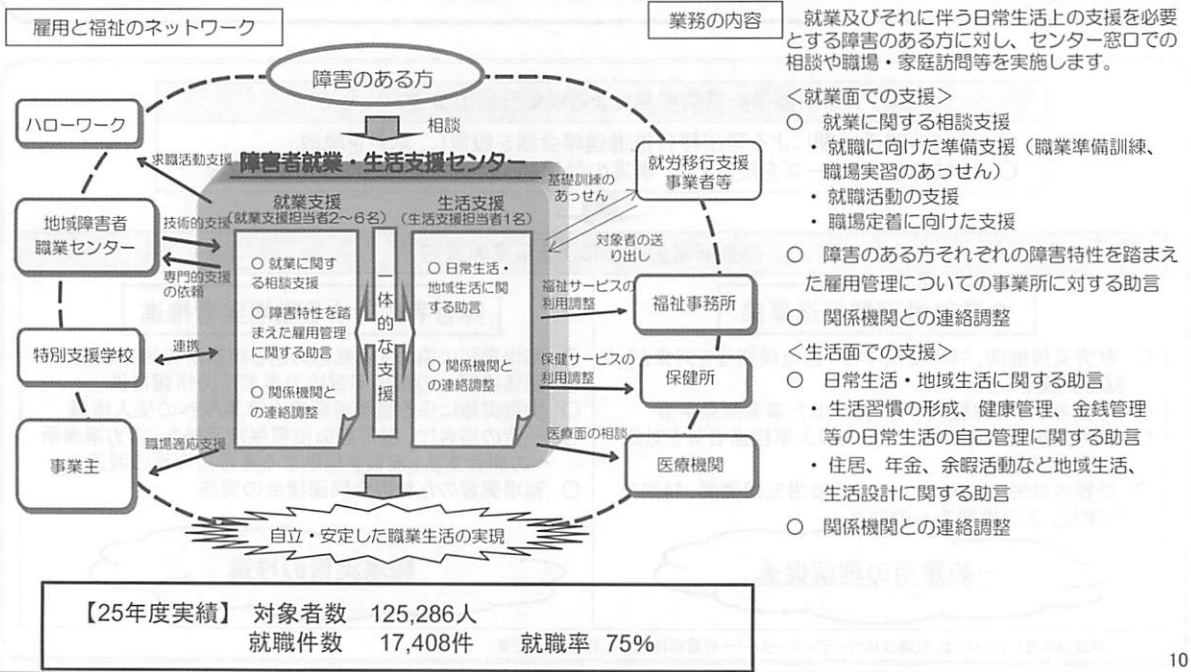 雇用と福祉のネットワーク
障害のある方
相談
ハローワーク
求職活動支援
地域障害者
職業センター
技術的支援
専門的支援
の依頼
特別支援学校
連携
事業主
職場適応支援
障害者就業・生活支援センター
就業支援
(就業支援担当者2~6名)
○ 就業に関す
る相談支援
○ 障害特性を踏
まえた雇用管理
に関する助言
○ 関係機関と
の連絡調整
一体的な支援
生活支援
(生活支援担当者1名)
○ 日常生活・
地域生活に関
する助言
○ 関係機関と
の連絡調整
基礎訓練の
あっせん
就労移行支援
事業者等
対象者の送
り出し
福祉サービスの
利用調整
福祉事務所
保健サービスの
利用調整
保健所
医療面の相談
医療機関
自立・安定した職業生活の実現
【25年度実績】 対象者数 125,286人
就職件数 17,408件 就職率 75%
業務の内容
就業及びそれに伴う日常生活上の支援を必要
とする障害のある方に対し、センター窓口での
相談や職場・家庭訪問等を実施します。
<就業面での支援>
○ 就業に関する相談支援
・就職に向けた準備支援(職業準備訓練、
職場実習のあっせん)
・就職活動の支援
・職場定着に向けた支援
○ 障害のある方それぞれの障害特性を踏まえ
た雇用管理についての事業所に対する助言
○ 関係機関との連絡調整
<生活面での支援>
○ 日常生活・地域生活に関する助言
・生活習慣の形成、健康管理、金銭管理
等の日常生活の自己管理に関する助言
・住居、年金、余暇活動など地域生活、
生活設計に関する助言
○ 関係機関との連絡調整
10